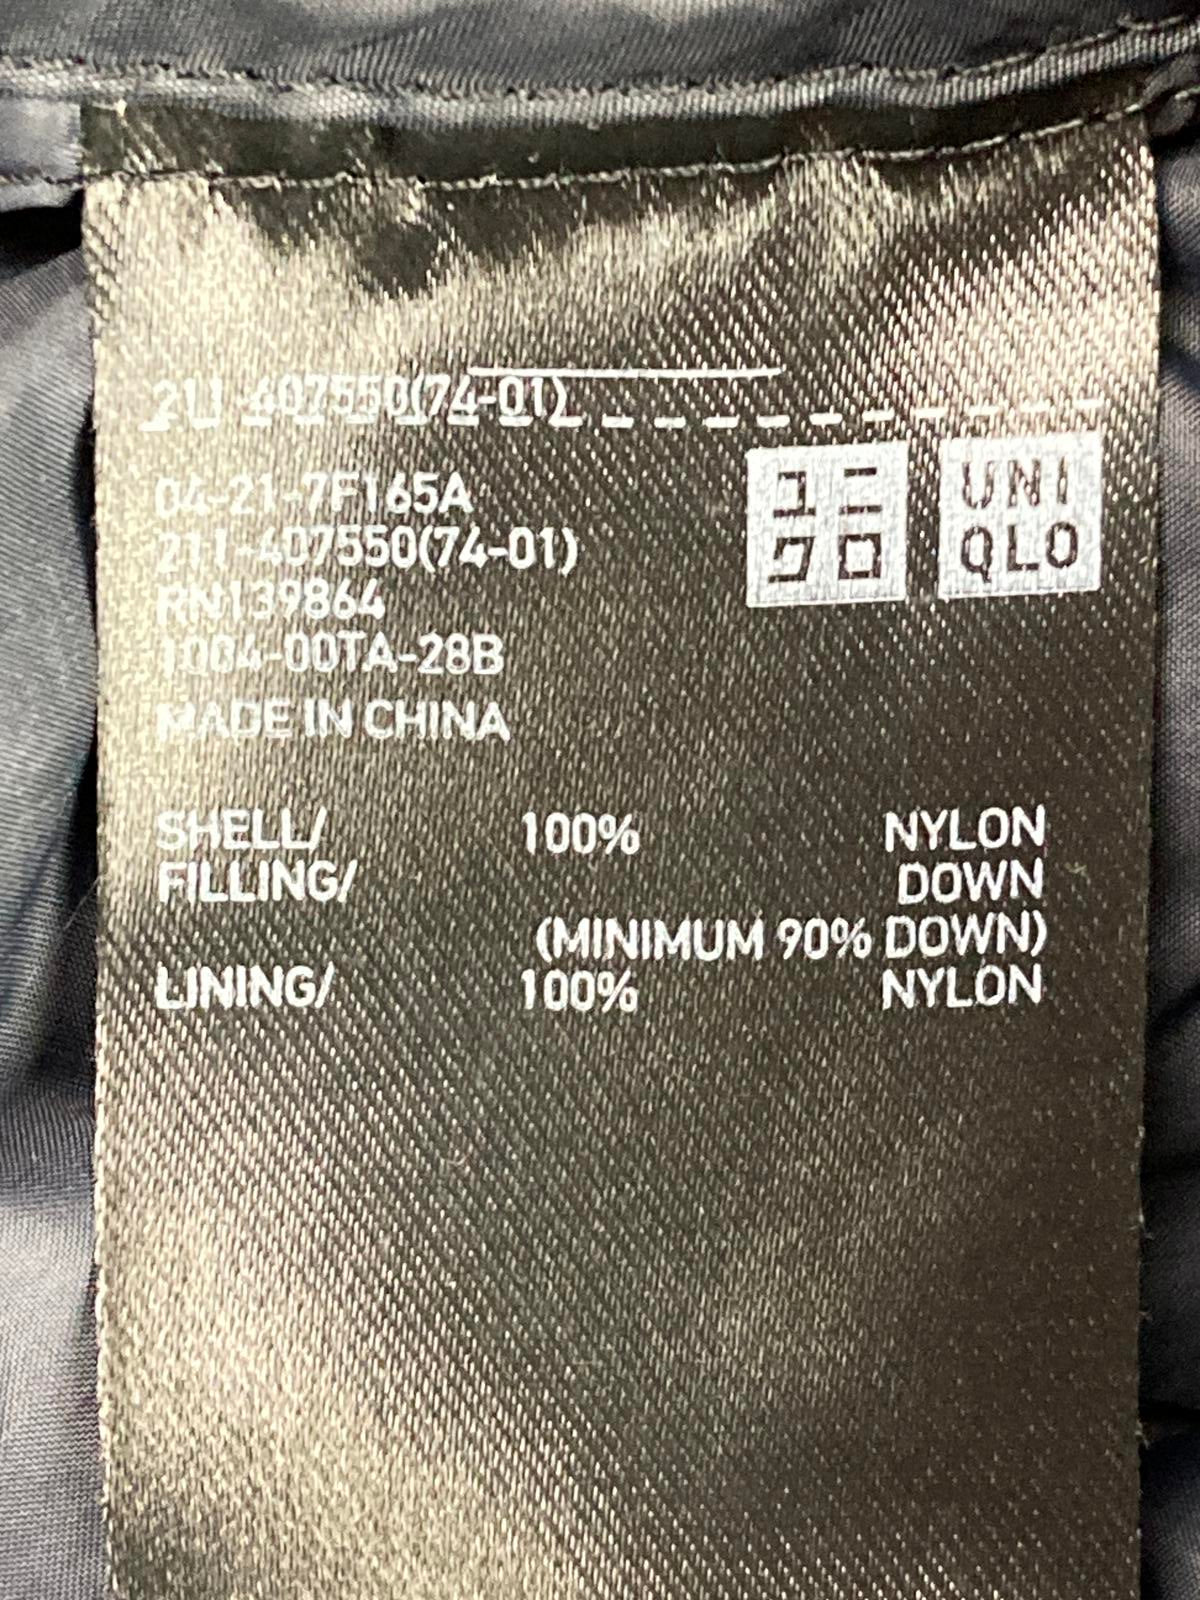 2U 407550(74-01)
04-21-7F165A
211-407550(74-01)
RN139864
1004-00TA-28B
MADE IN CHINA
ユニ
クロ
UNI
QLO
SHELL/ 100% NYLON
FILLING/ DOWN
(MINIMUM 90% DOWN)
LINING/ 100% NYLON